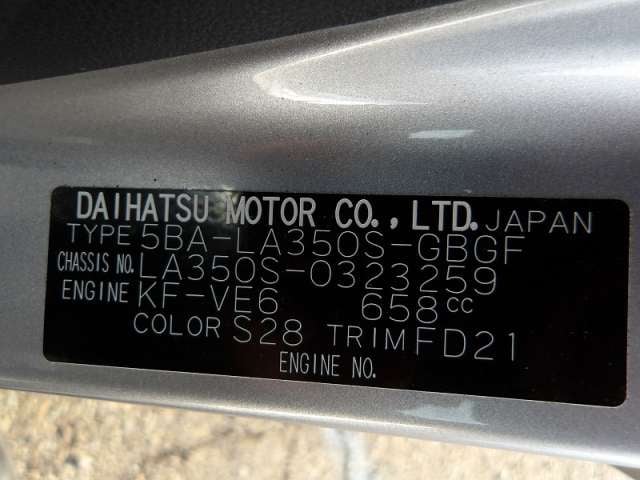 DAIHATSU MOTOR CO.,LTD. JAPAN
TYPE 5BA-LA350S-GBGF
CHASSIS NO. LA350S-0323259
ENGINE KF-VE6 658cc
COLOR S28 TRIM FD21
ENGINE NO.